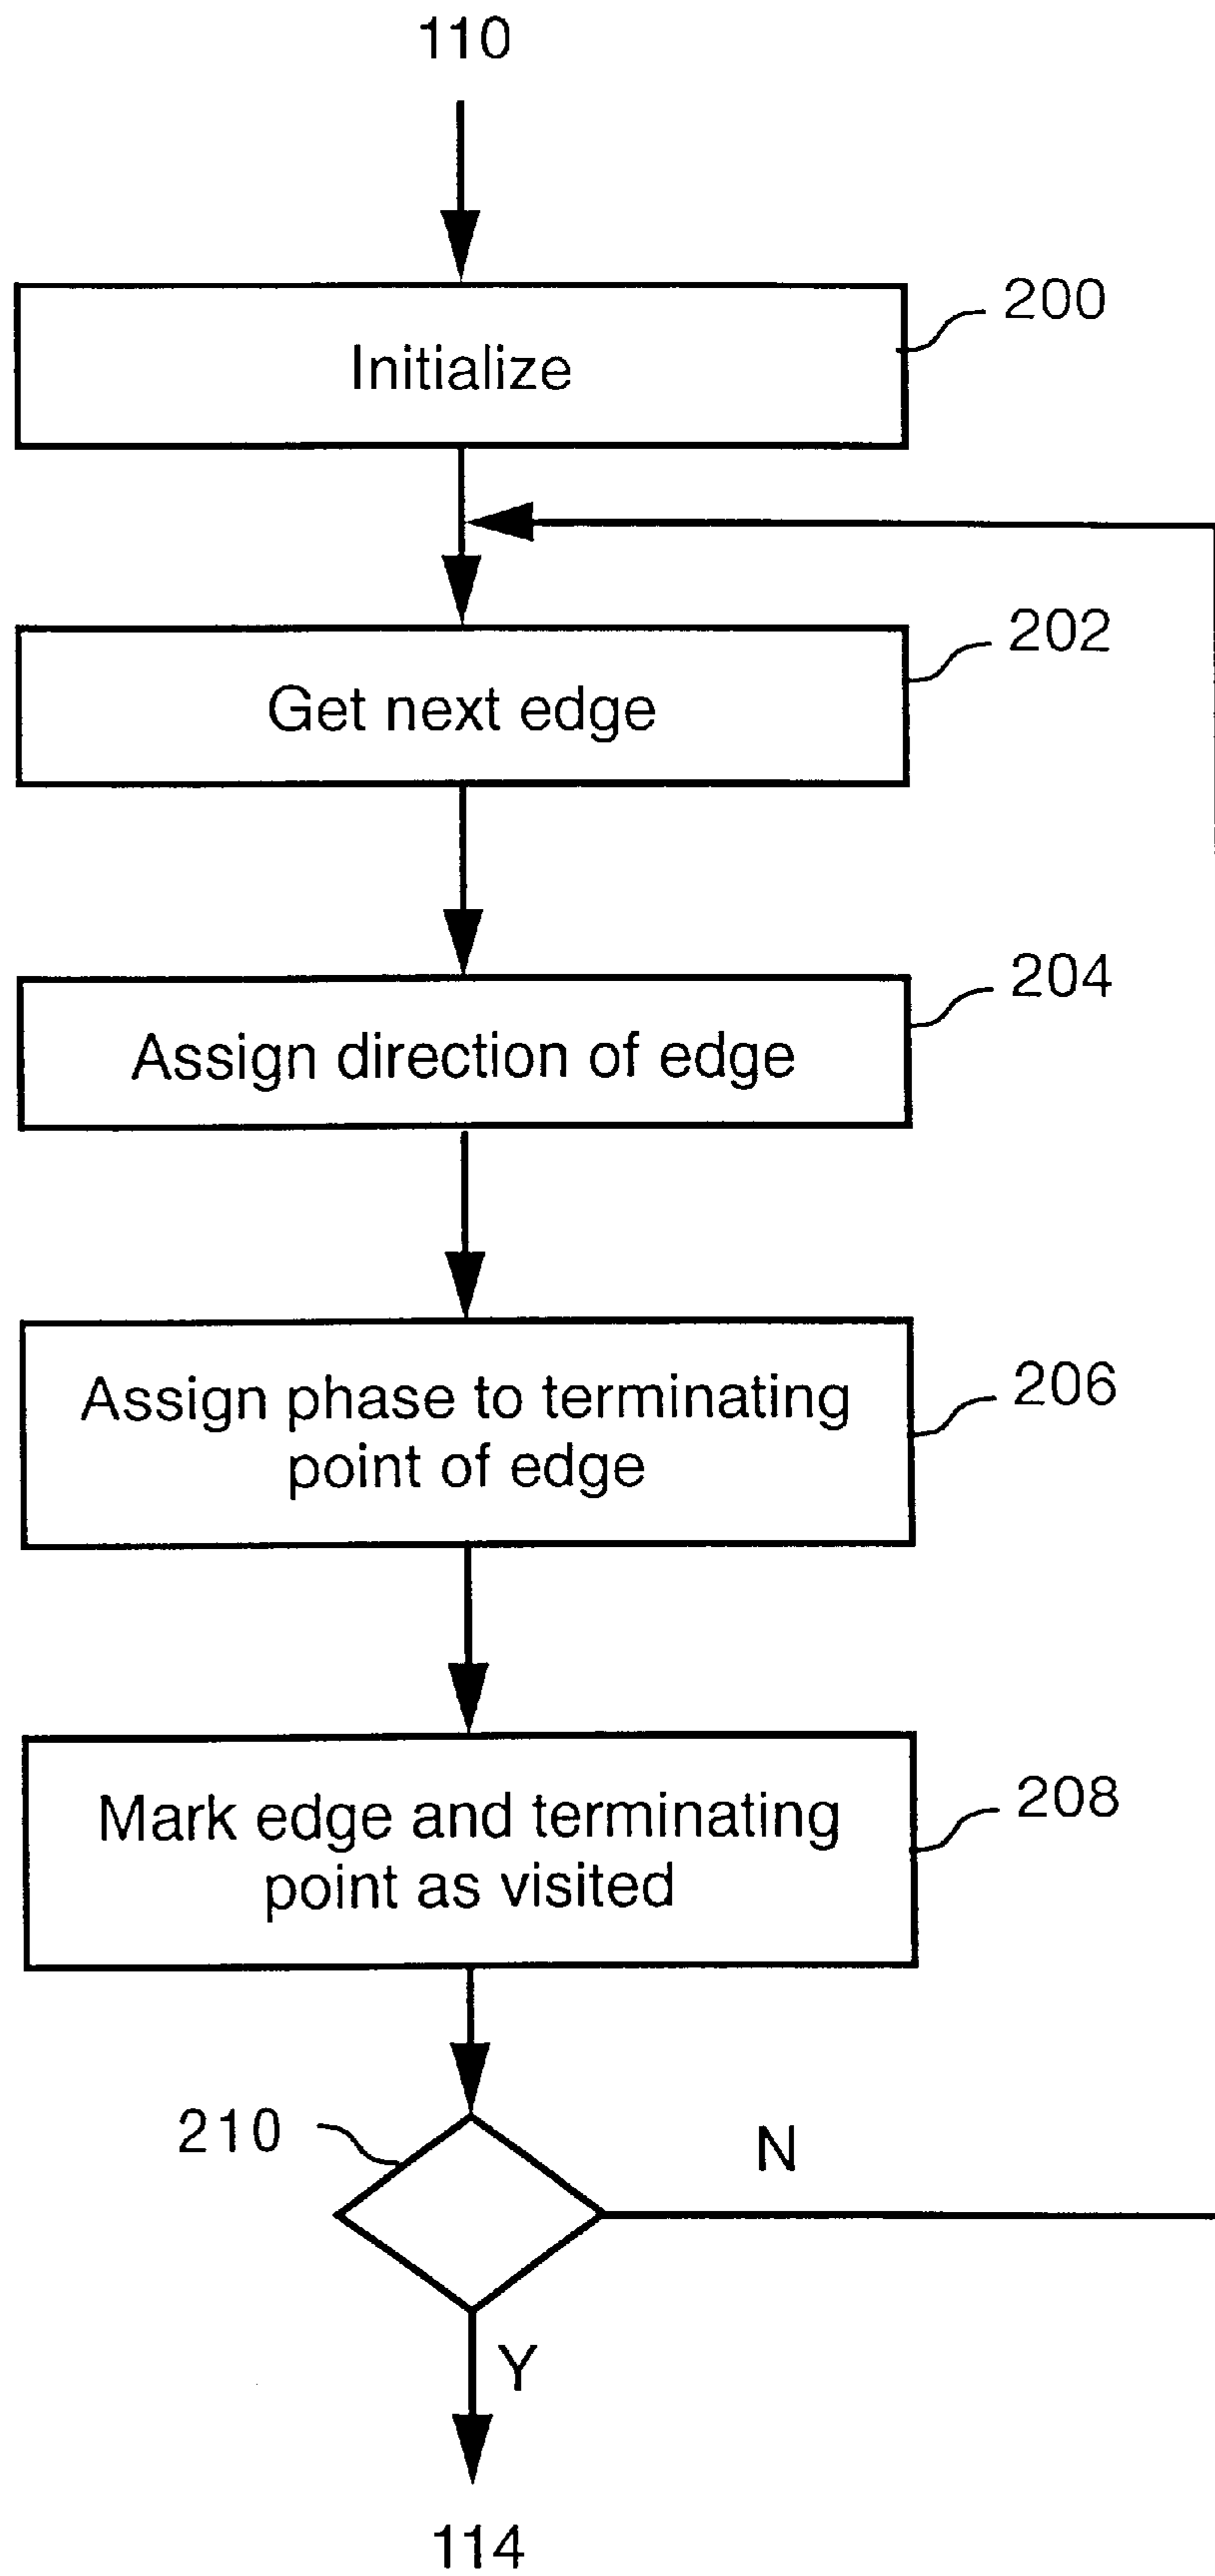 110
200
Initialize
202
Get next edge
204
Assign direction of edge
206
Assign phase to terminating
point of edge
208
Mark edge and terminating
point as visited
210
N
Y
114